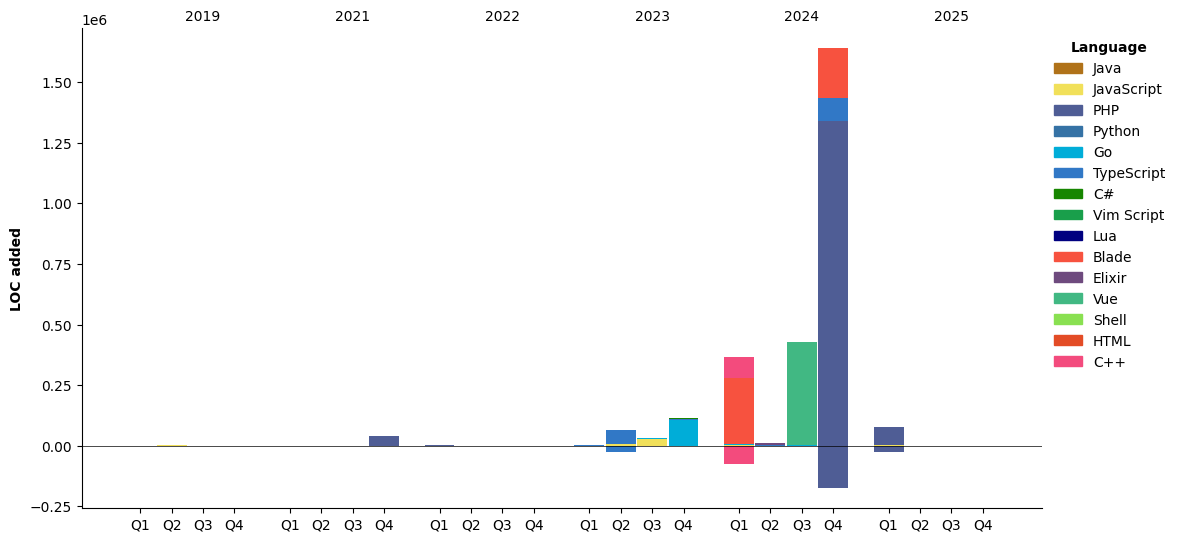 1e6
2019 2021 2022 2023 2024 2025
LOC added
1.50
1.25
1.00
0.75
0.50
0.25
0.00
−0.25
Q1 Q2 Q3 Q4 Q1 Q2 Q3 Q4 Q1 Q2 Q3 Q4 Q1 Q2 Q3 Q4 Q1 Q2 Q3 Q4 Q1 Q2 Q3 Q4
Language
Java
JavaScript
PHP
Python
Go
TypeScript
C#
Vim Script
Lua
Blade
Elixir
Vue
Shell
HTML
C++